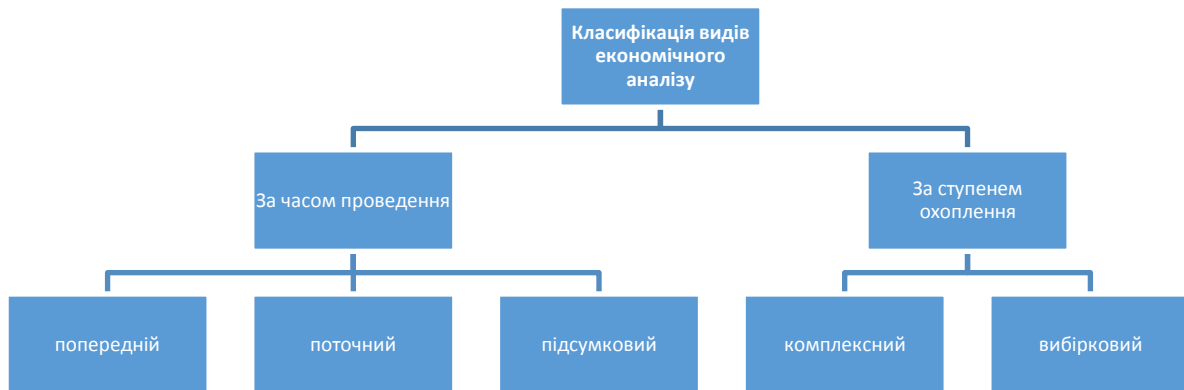 Класифікація видів
економічного
аналізу
За часом проведення
За ступенем
охоплення
попередній
поточний
підсумковий
комплексний
вибірковий